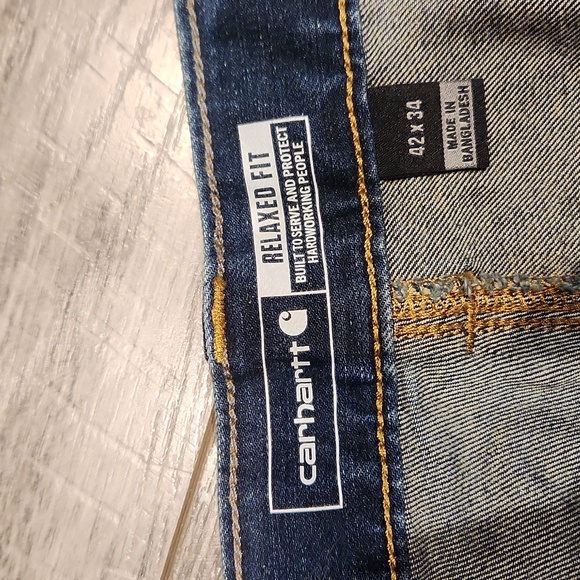 carhartt
RELAXED FIT
BUILT TO SERVE AND PROTECT
HARDWORKING PEOPLE
42 x 34
MADE IN
BANGLADESH